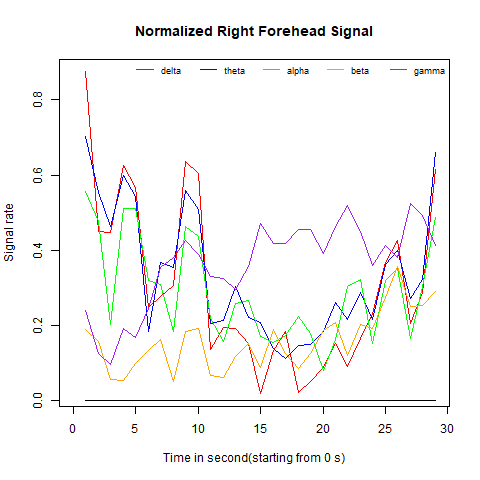 Normalized Right Forehead Signal
delta theta alpha beta gamma
Signal rate
0.8
0.6
0.4
0.2
0.0
0 5 10 15 20 25 30
Time in second(starting from 0 s)